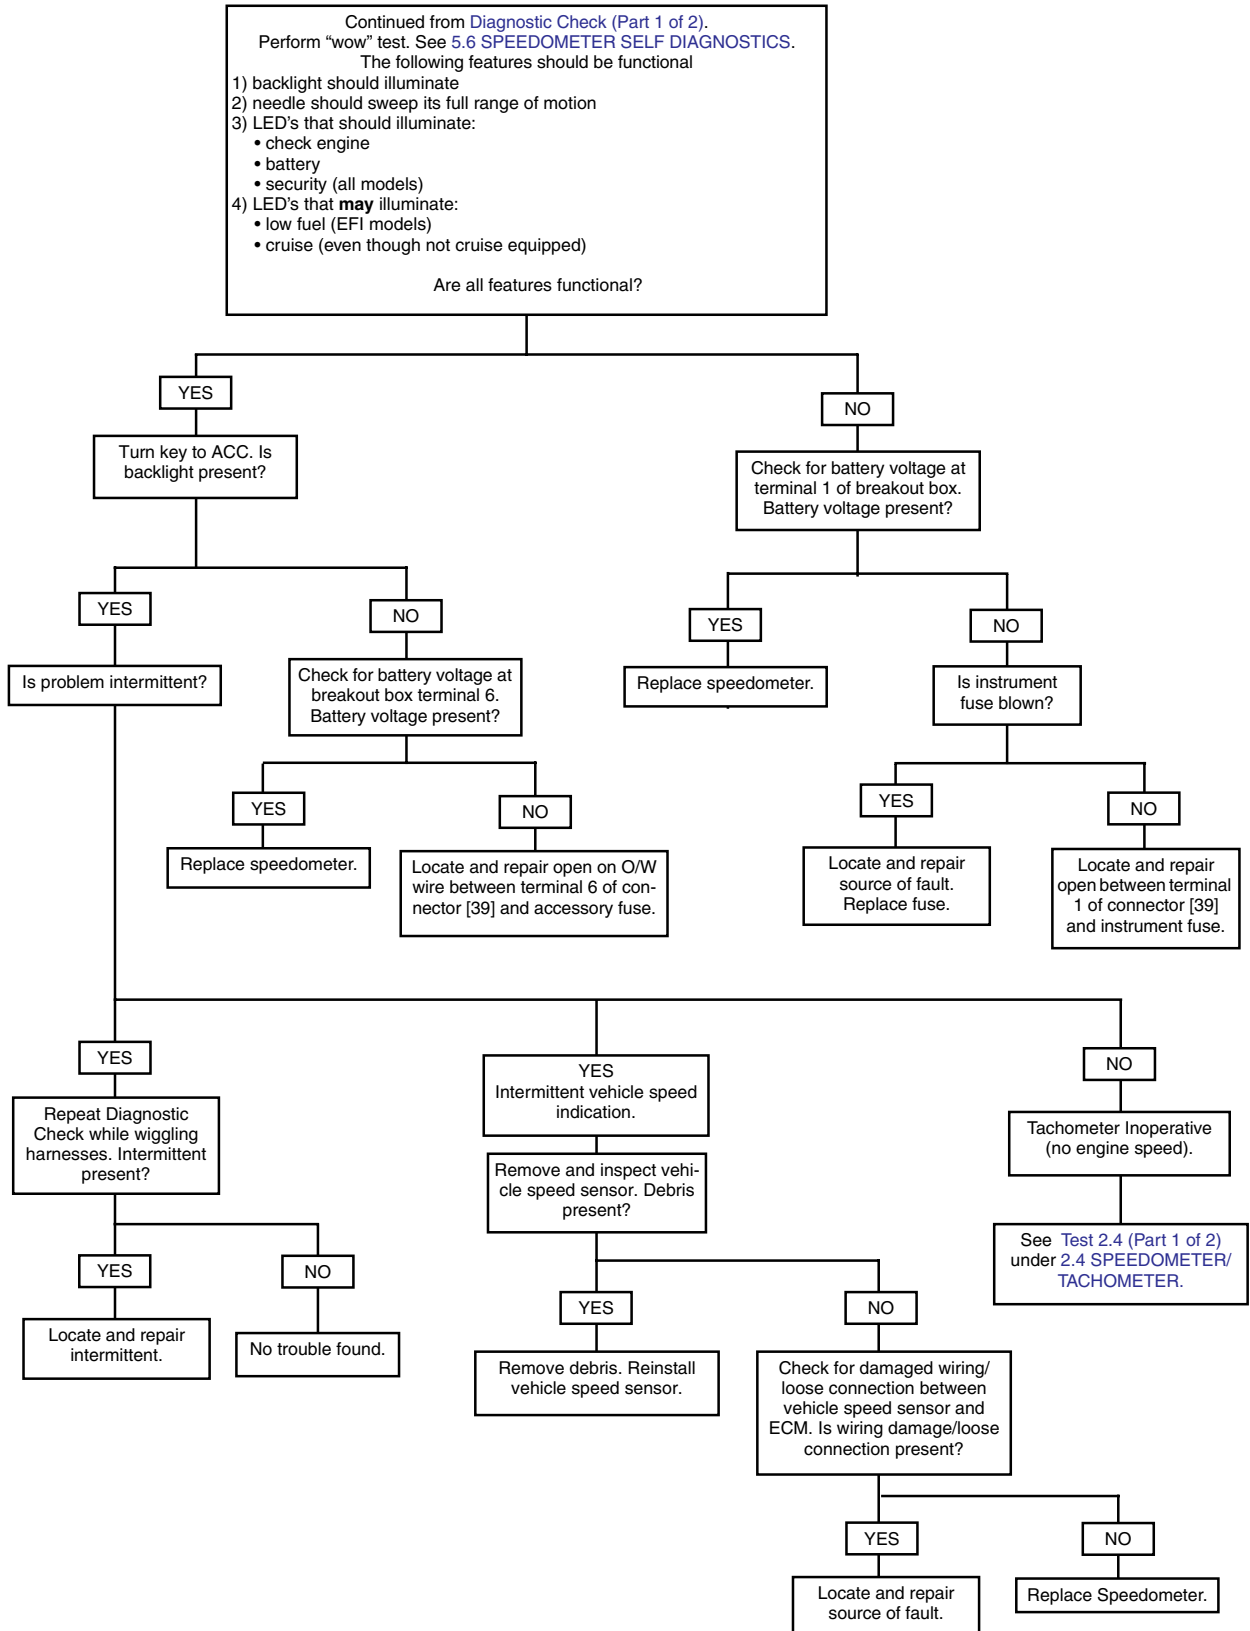 Continued from Diagnostic Check (Part 1 of 2).
Perform “wow” test. See 5.6 SPEEDOMETER SELF DIAGNOSTICS.
The following features should be functional
1) backlight should illuminate
2) needle should sweep its full range of motion
3) LED's that should illuminate:
• check engine
• battery
• security (all models)
4) LED's that may illuminate:
• low fuel (EFI models)
• cruise (even though not cruise equipped)
Are all features functional?
YES
NO
Turn key to ACC. Is
backlight present?
Check for battery voltage at
terminal 1 of breakout box.
Battery voltage present?
YES
NO
YES
NO
Is problem intermittent?
Check for battery voltage at
breakout box terminal 6.
Battery voltage present?
Replace speedometer.
Is instrument
fuse blown?
YES
NO
YES
NO
Replace speedometer.
Locate and repair open on O/W
wire between terminal 6 of con-
nector [39] and accessory fuse.
Locate and repair
source of fault.
Replace fuse.
Locate and repair
open between terminal
1 of connector [39]
and instrument fuse.
YES
YES
Intermittent vehicle speed
indication.
NO
Repeat Diagnostic
Check while wiggling
harnesses. Intermittent
present?
Remove and inspect vehi-
cle speed sensor. Debris
present?
Tachometer Inoperative
(no engine speed).
See Test 2.4 (Part 1 of 2)
under 2.4 SPEEDOMETER/
TACHOMETER.
YES
NO
YES
NO
Locate and repair
intermittent.
No trouble found.
Remove debris. Reinstall
vehicle speed sensor.
Check for damaged wiring/
loose connection between
vehicle speed sensor and
ECM. Is wiring damage/loose
connection present?
YES
NO
Locate and repair
source of fault.
Replace Speedometer.